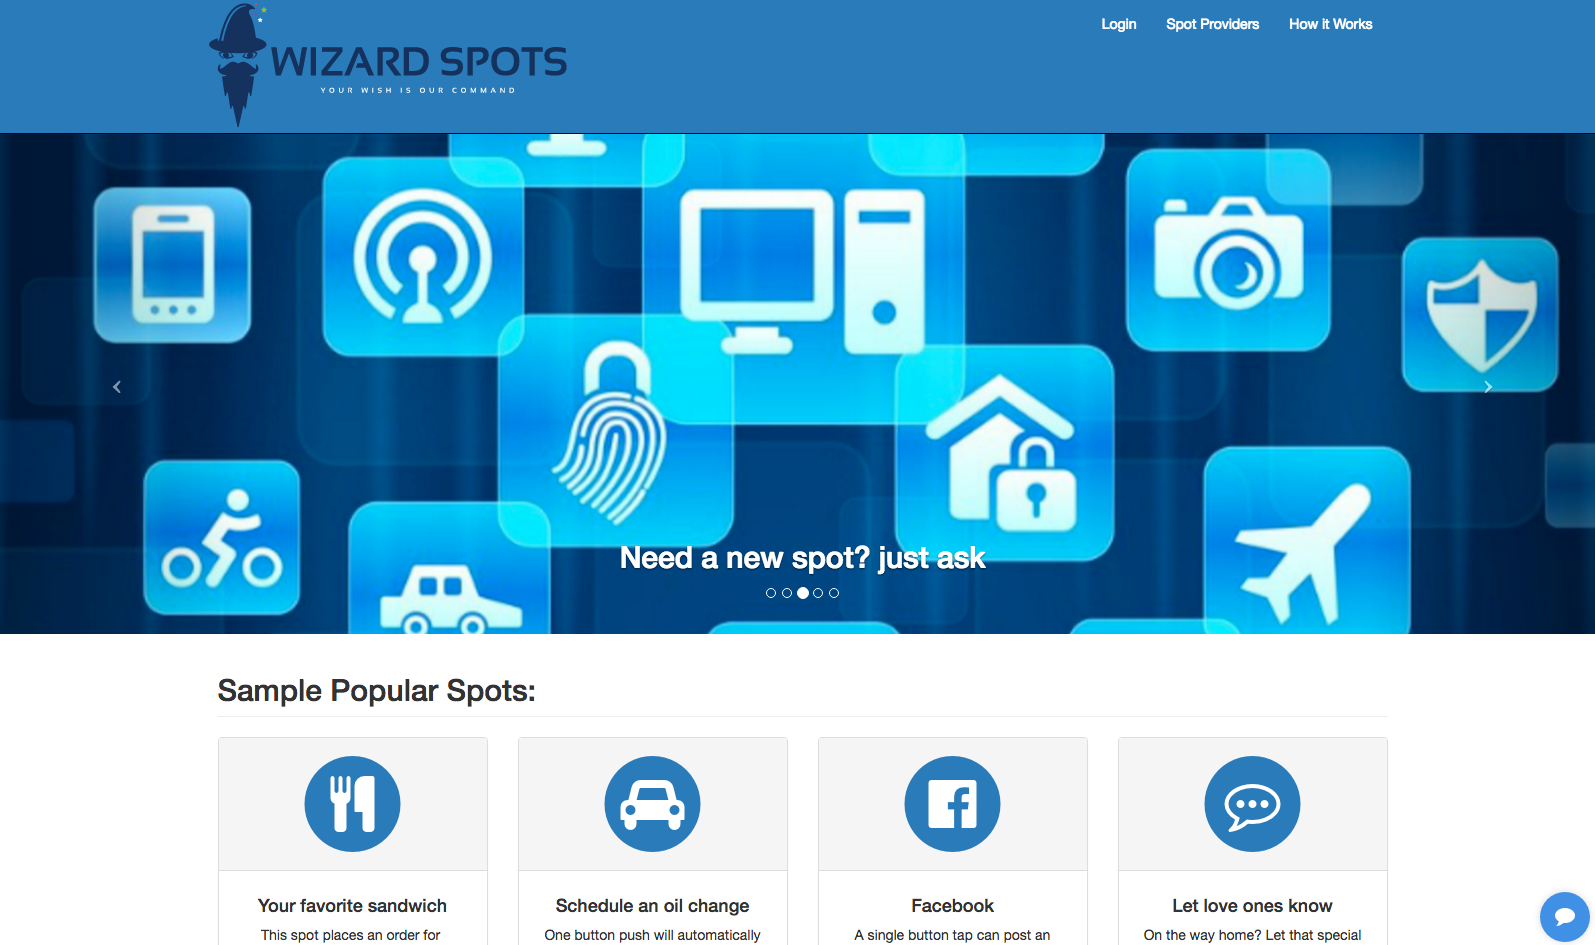 Login Spot Providers How it Works
WIZARD SPOTS
YOUR WISH IS OUR COMMAND
Need a new spot? just ask
Sample Popular Spots:
Your favorite sandwich
This spot places an order for
Schedule an oil change
One button push will automatically
Facebook
A single button tap can post an
Let love ones know
On the way home? Let that special